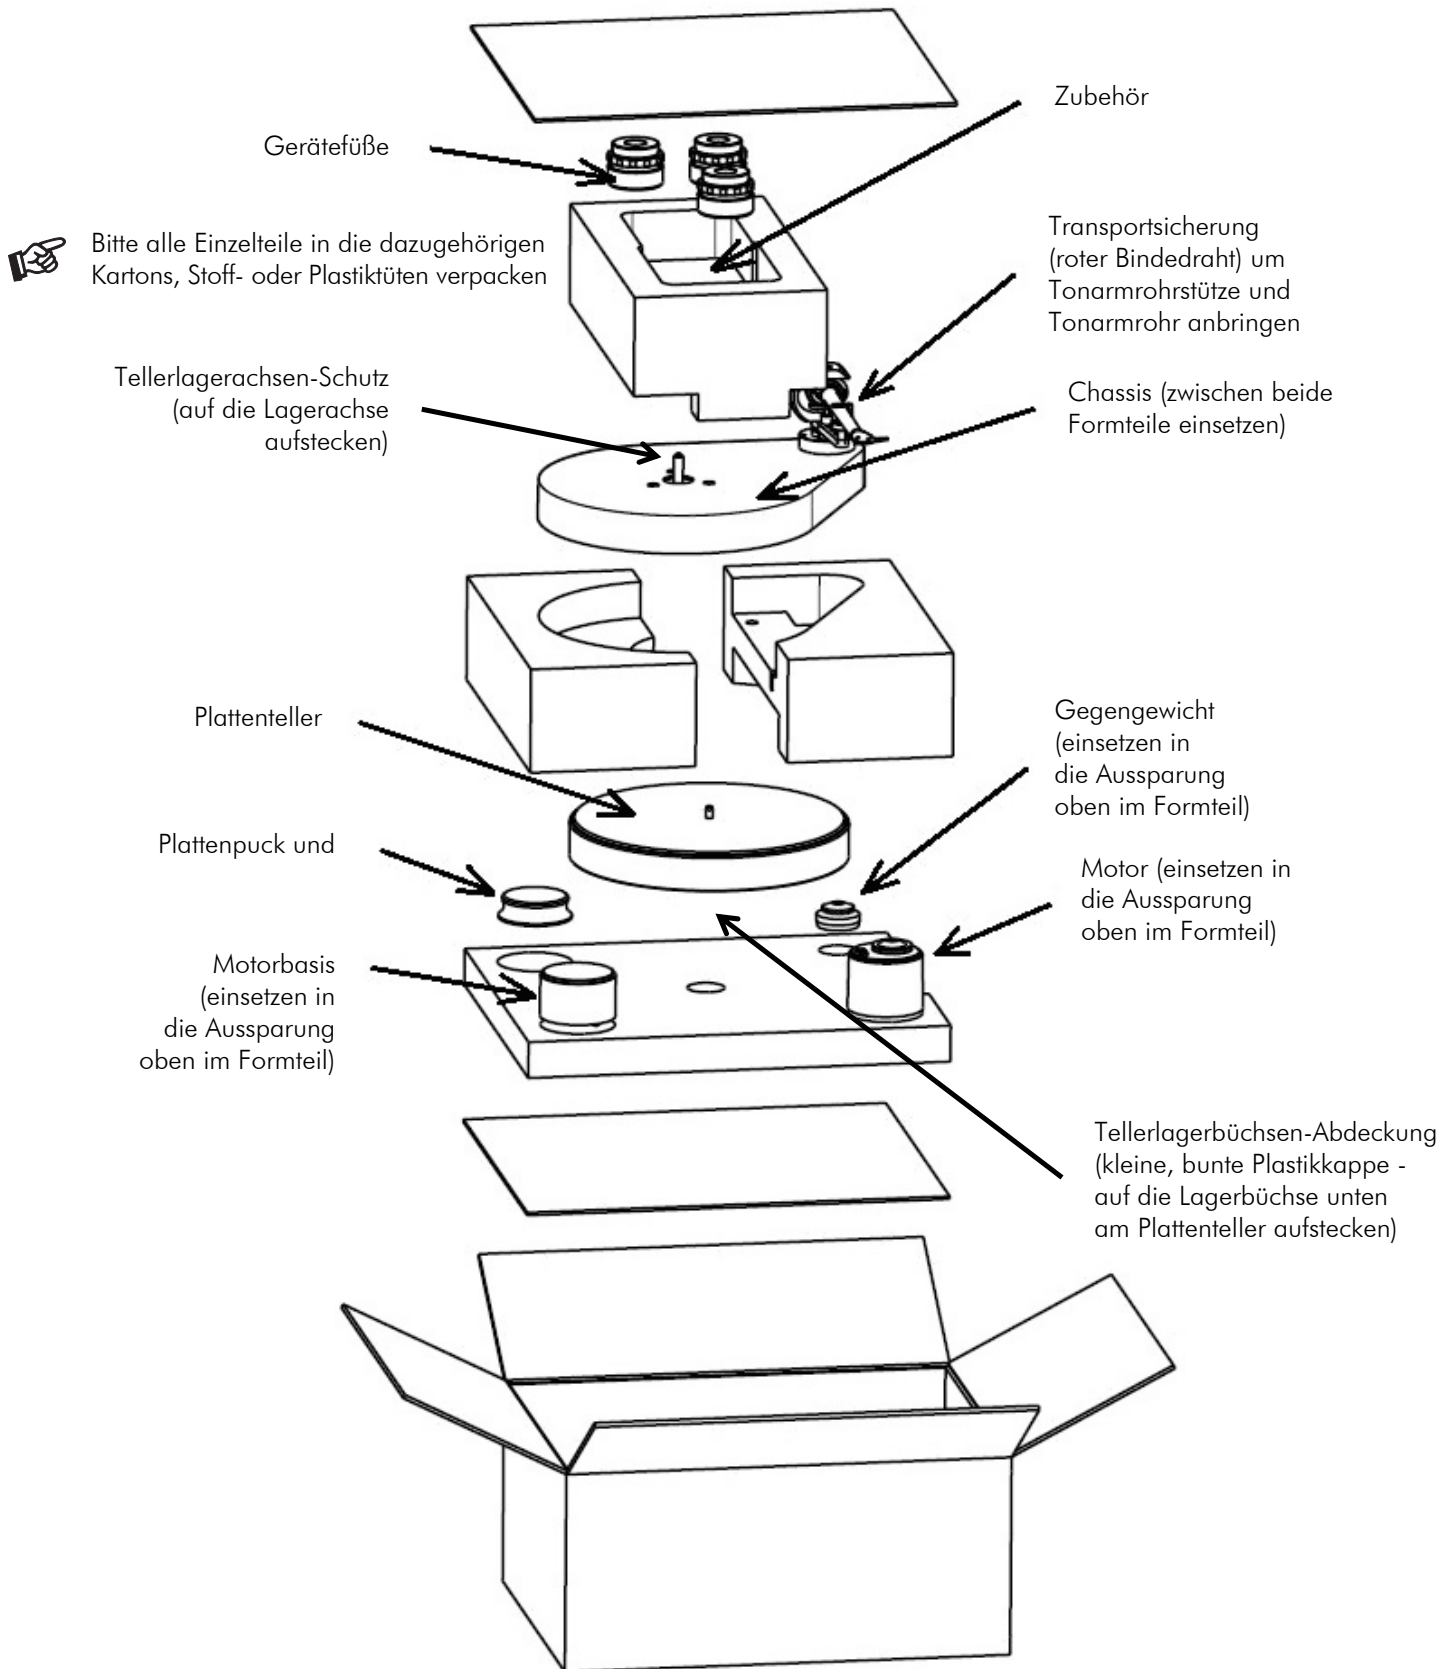 Zubehör
Gerätefüße
Bitte alle Einzelteile in die dazugehörigen
Kartons, Stoff- oder Plastiktüten verpacken
Transportsicherung
(roter Bindedraht) um
Tonarmrohrstütze und
Tonarmrohr anbringen
Tellerlagerachsen-Schutz
(auf die Lagerachse
aufstecken)
Chassis (zwischen beide
Formteile einsetzen)
Plattenteller
Gegengewicht
(einsetzen in
die Aussparung
oben im Formteil)
Plattenpuck und
Motor (einsetzen in
die Aussparung
oben im Formteil)
Motorbasis
(einsetzen in
die Aussparung
oben im Formteil)
Tellerlagerbüchsen-Abdeckung
(kleine, bunte Plastikkappe -
auf die Lagerbüchse unten
am Plattenteller aufstecken)